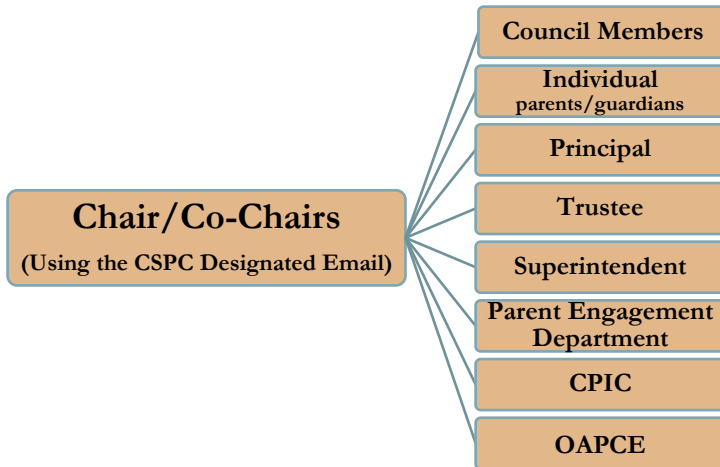 Chair/Co-Chairs
(Using the CSPC Designated Email)
Council Members
Individual
parents/guardians
Principal
Trustee
Superintendent
Parent Engagement
Department
CPIC
OAPCE